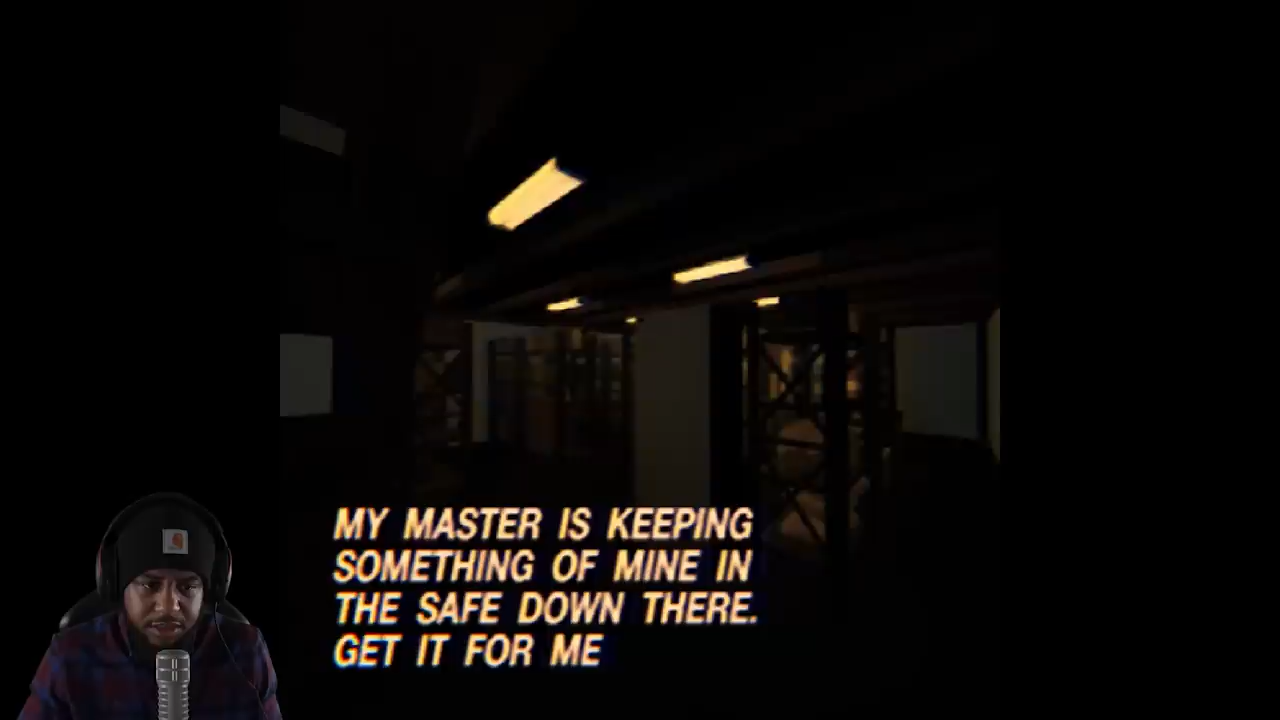 MY MASTER IS KEEPING
SOMETHING OF MINE IN
THE SAFE DOWN THERE.
GET IT FOR ME